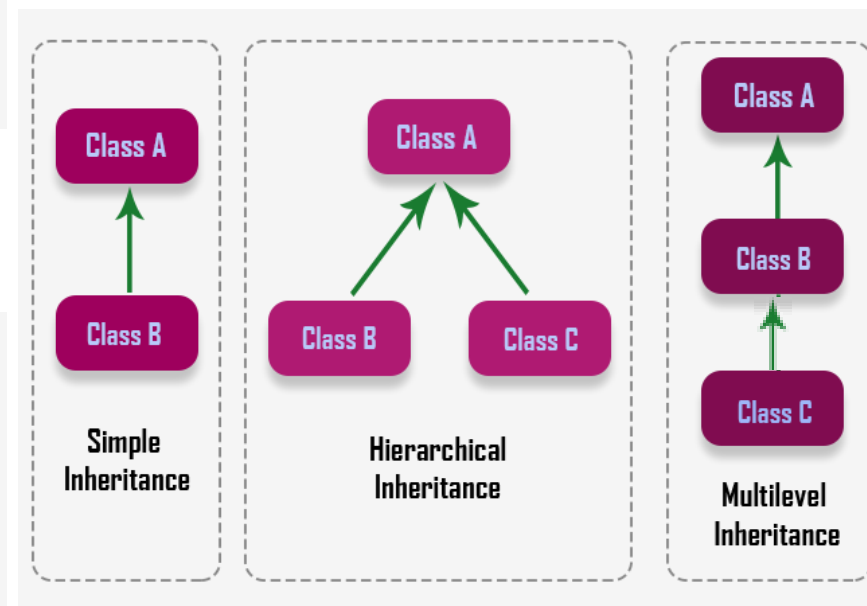 Class A
Class B
Simple
Inheritance
Class A
Class B
Class C
Hierarchical
Inheritance
Class A
Class B
Class C
Multilevel
Inheritance